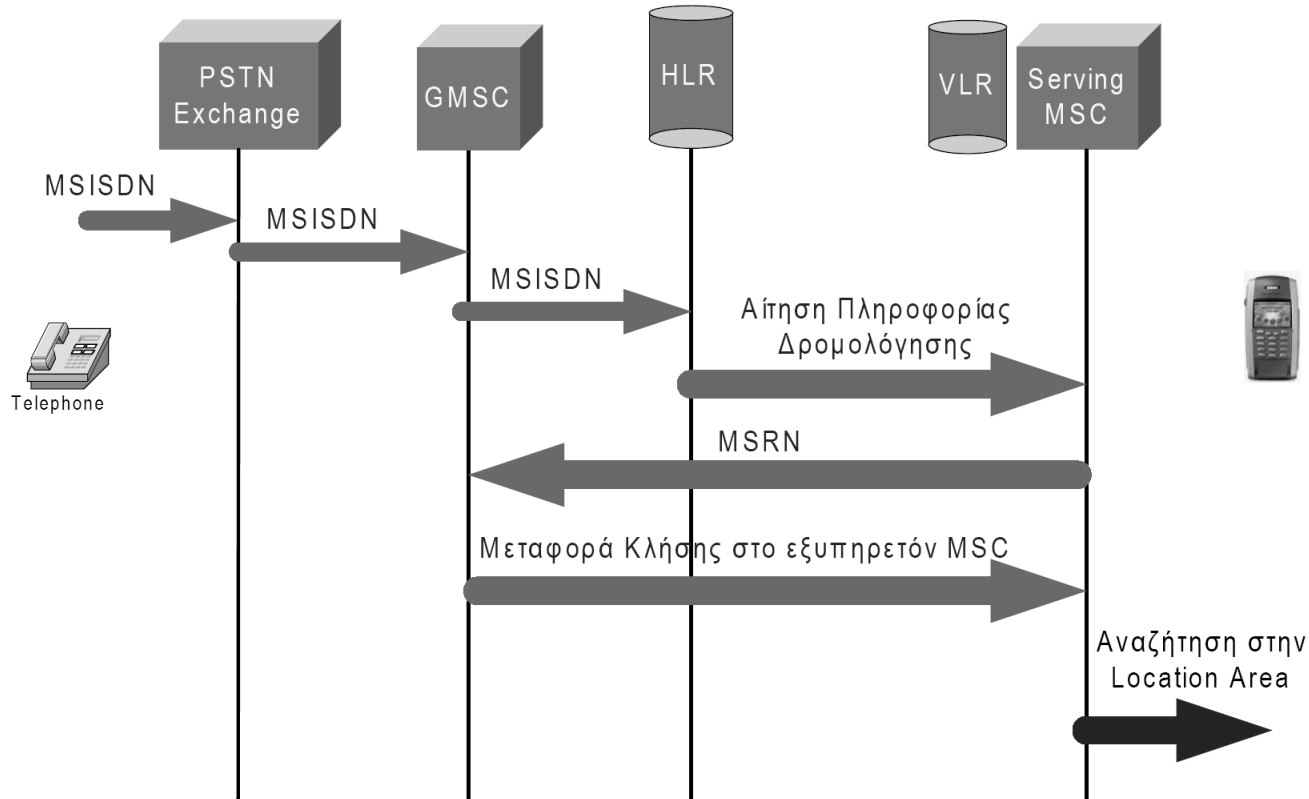 PSTN
Exchange
GMSC
HLR
VLR
Serving
MSC
MSISDN
MSISDN
MSISDN
Αίτηση Πληροφορίας
Δρομολόγησης
Telephone
MSRN
Μεταφορά Κλήσης στο εξυπηρετόν MSC
Αναζήτηση στην
Location Area